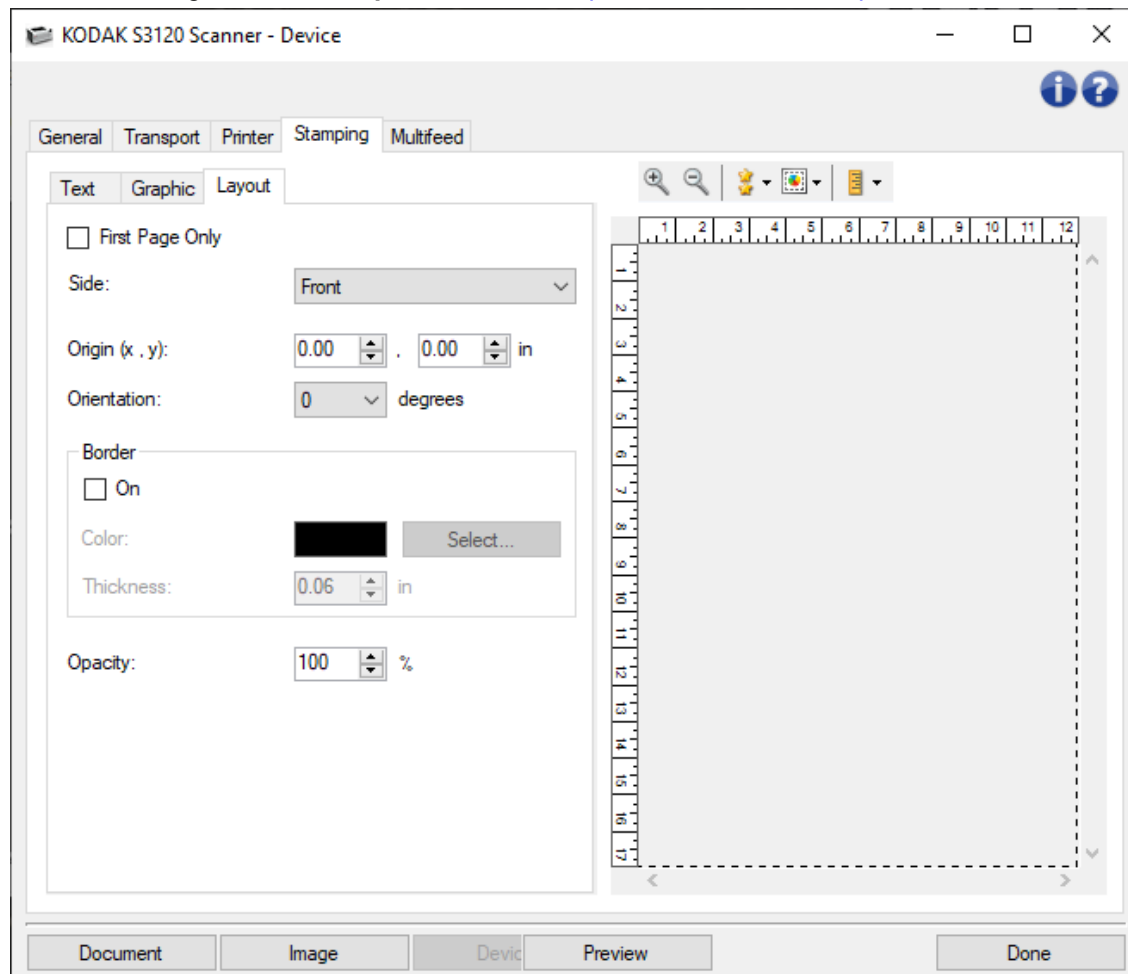 KODAK S3120 Scanner - Device
General Transport Printer Stamping Multifeed
Text Graphic Layout
First Page Only
Side: Front
Origin (x , y): 0.00 , 0.00 in
Orientation: 0 degrees
Border
On
Color: Select...
Thickness: 0.06 in
Opacity: 100 %
1 2 3 4 5 6 7 8 9 10 11 12
1
2
3
4
5
6
7
8
9
10
11
12
13
14
15
16
17
Document Image Devic Preview Done